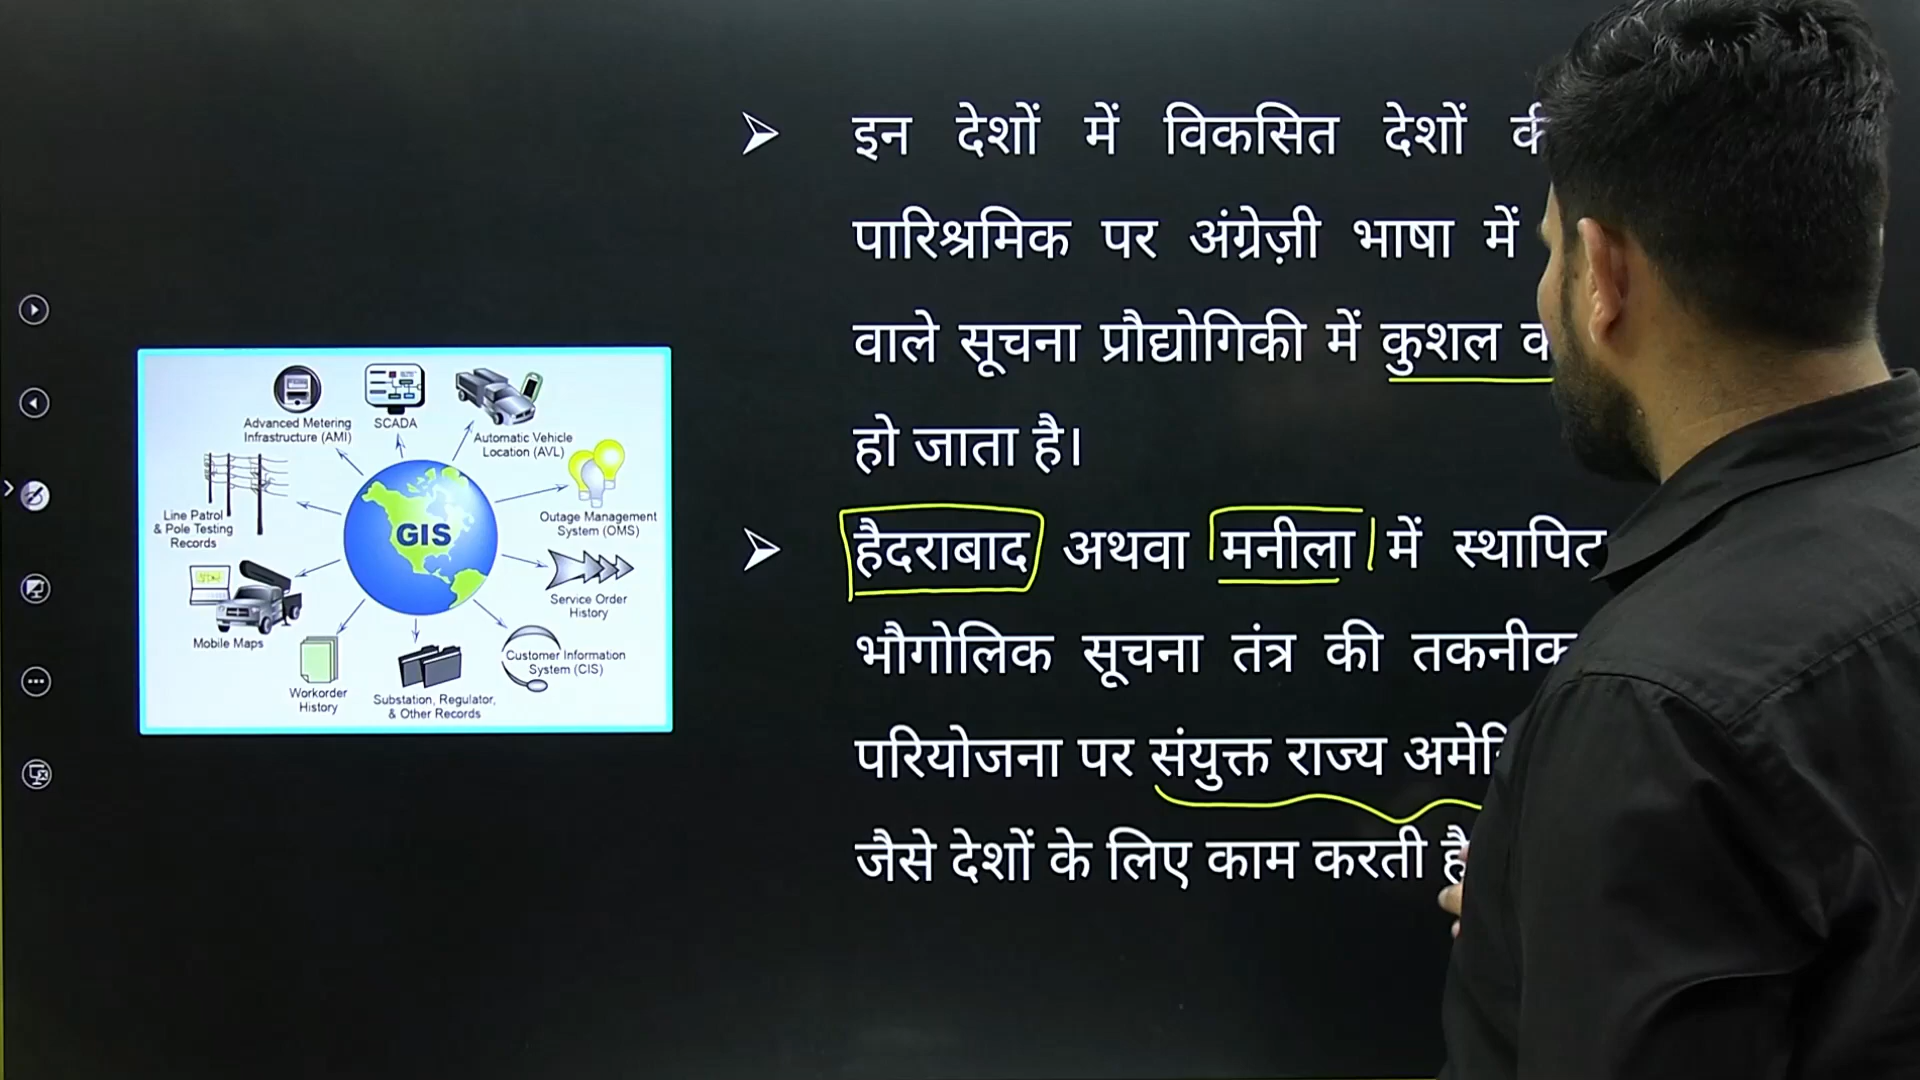 इन देशों में विकसित देशों
पारिश्रमिक पर अंग्रेज़ी भाषा में
वाले सूचना प्रौद्योगिकी में कुशल
हो जाता है।
हैदराबाद अथवा मनीला में स्थापित
भौगोलिक सूचना तंत्र की तकनीक
परियोजना पर संयुक्त राज्य
जैसे देशों के लिए काम करती
Advanced Metering
Infrastructure (AMI)
SCADA
Automatic Vehicle
Location (AVL)
Outage Management
System (OMS)
Service Order
History
Customer Information
System (CIS)
Substation, Regulator,
& Other Records
Workorder
History
Mobile Maps
Line Patrol
& Pole Testing
Records
GIS